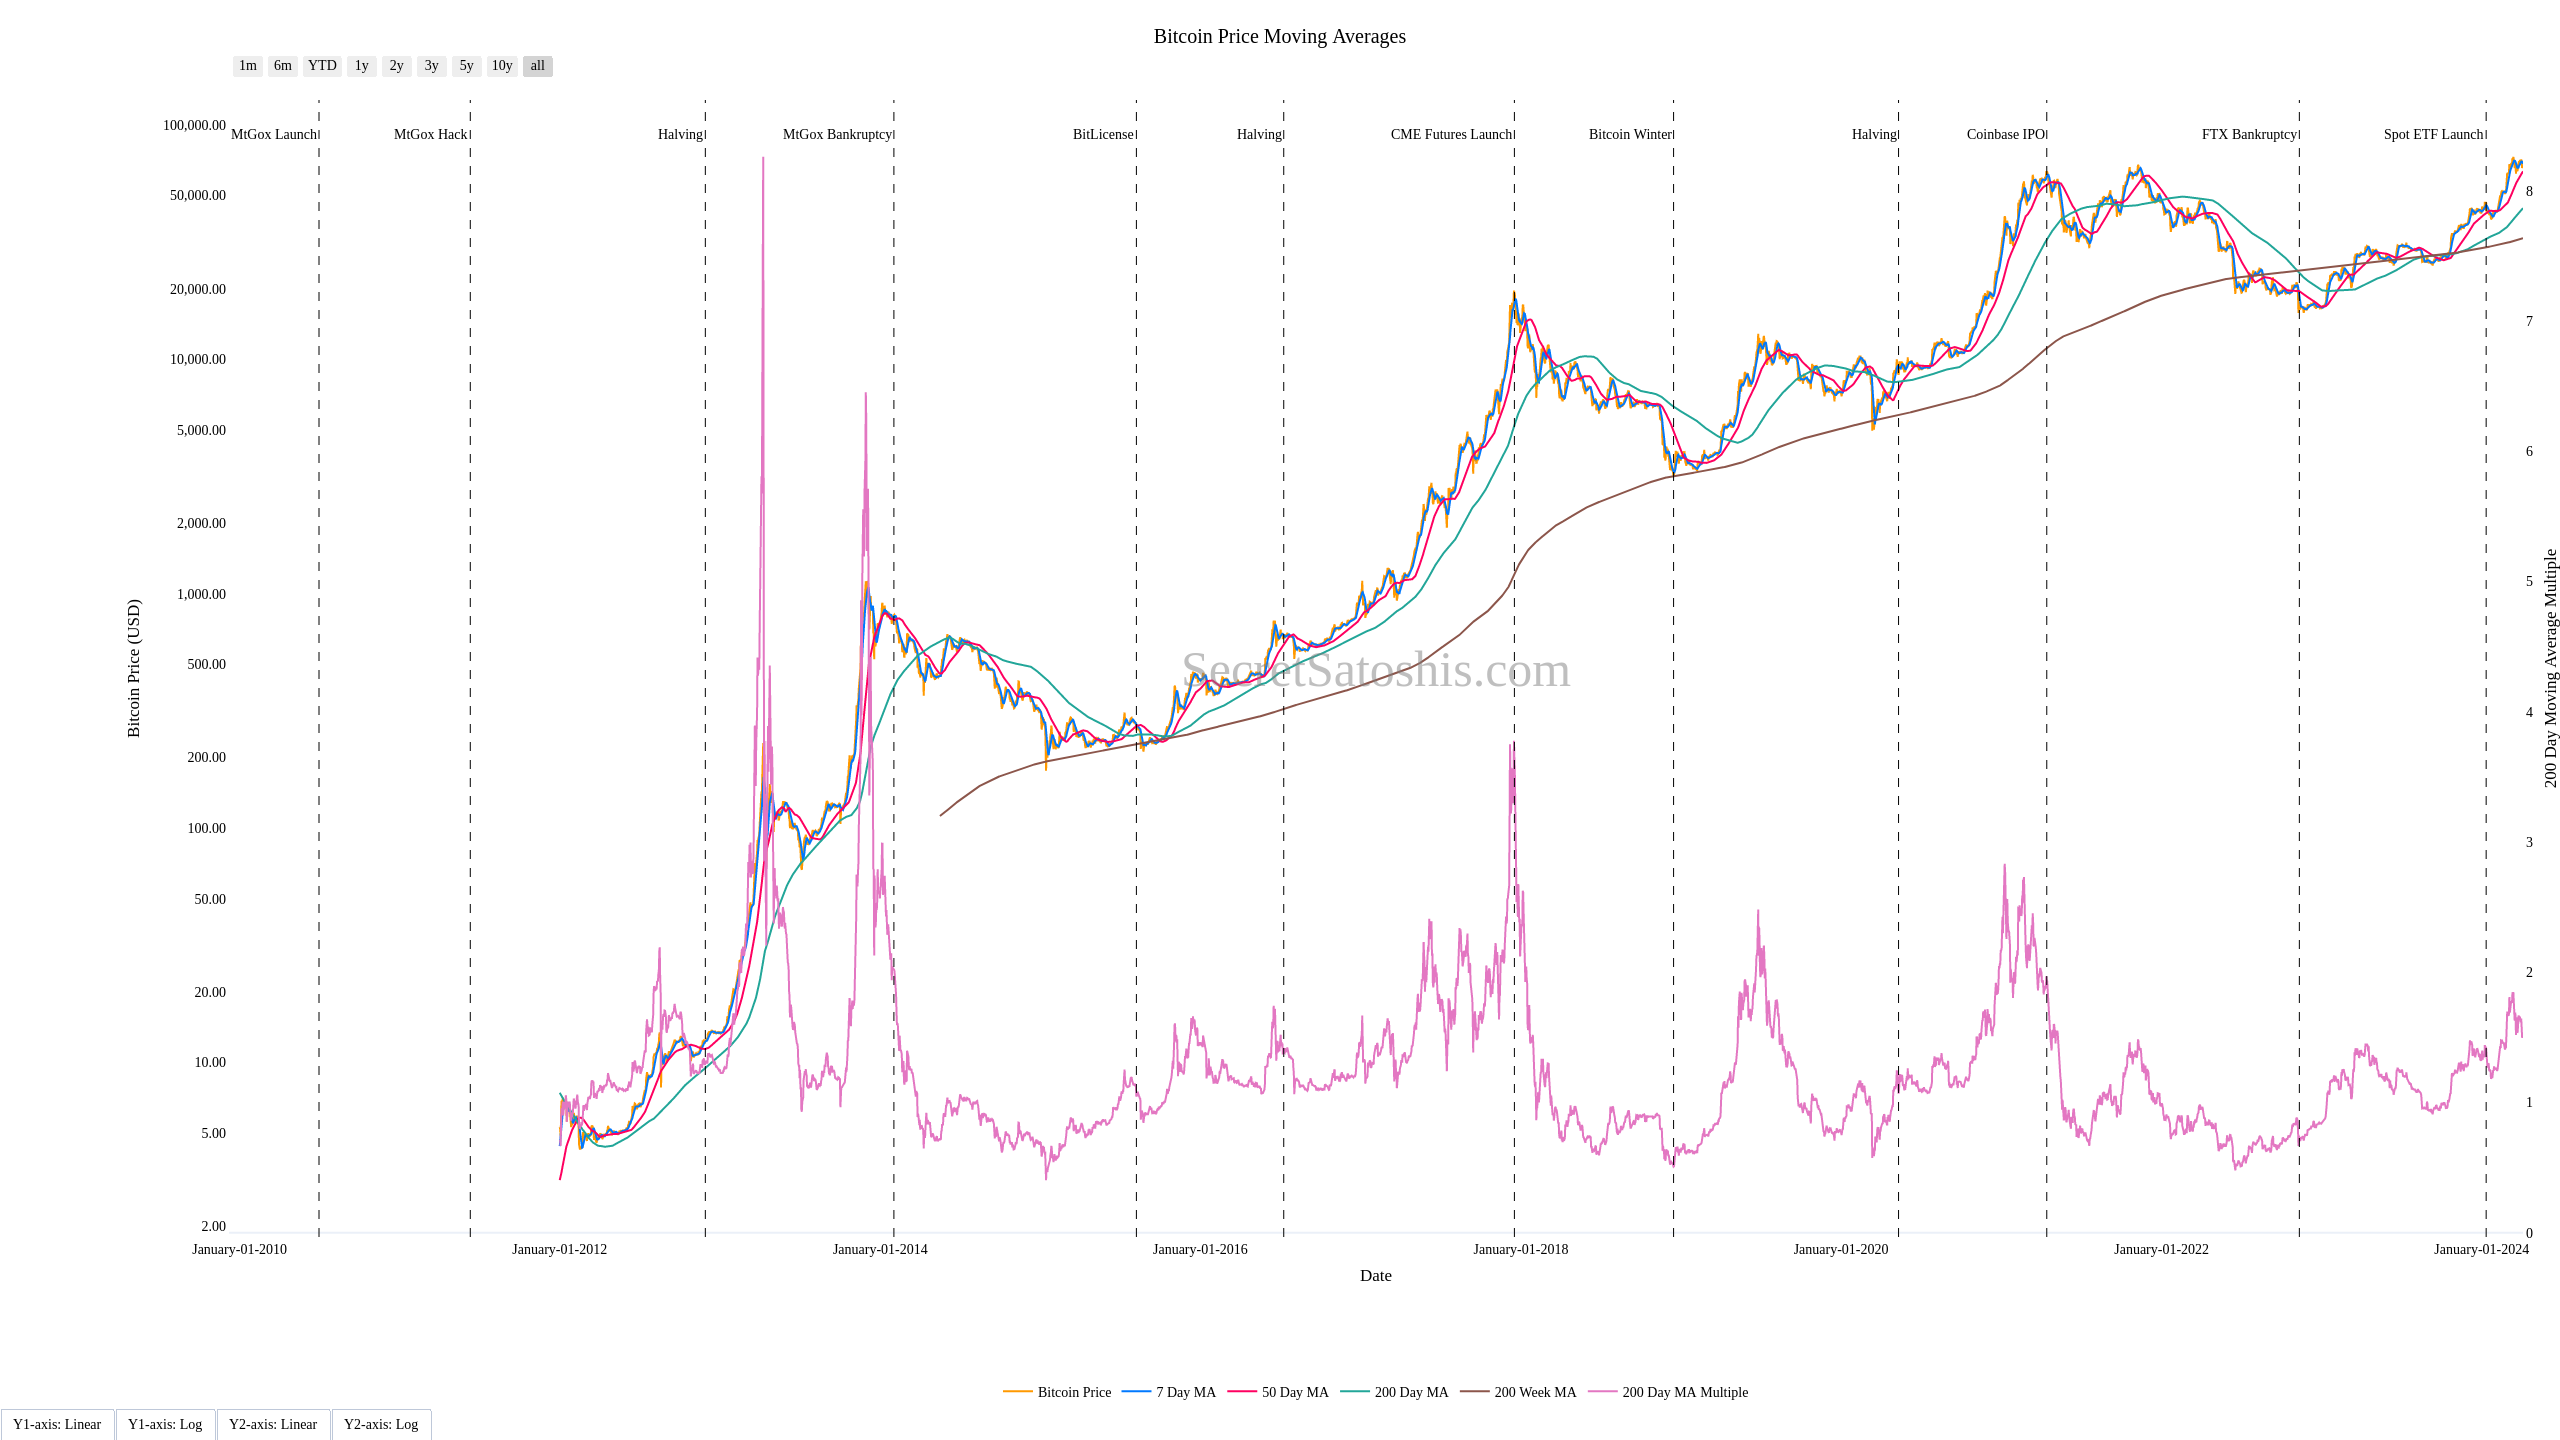 Bitcoin Price Moving Averages
1m 6m YTD 1y 2y 3y 5y 10y all
MtGox Launch
MtGox Hack
Halving
MtGox Bankruptcy
BitLicense
Halving
CME Futures Launch
Bitcoin Winter
Halving
Coinbase IPO
FTX Bankruptcy
Spot ETF Launch
100,000.00
50,000.00
20,000.00
10,000.00
5,000.00
2,000.00
1,000.00
500.00
200.00
100.00
50.00
20.00
10.00
5.00
2.00
Bitcoin Price (USD)
SecretSatoshis.com
8
7
6
5
4
3
2
1
0
200 Day Moving Average Multiple
January-01-2010
January-01-2012
January-01-2014
January-01-2016
January-01-2018
January-01-2020
January-01-2022
January-01-2024
Date
Bitcoin Price
7 Day MA
50 Day MA
200 Day MA
200 Week MA
200 Day MA Multiple
Y1-axis: Linear
Y1-axis: Log
Y2-axis: Linear
Y2-axis: Log